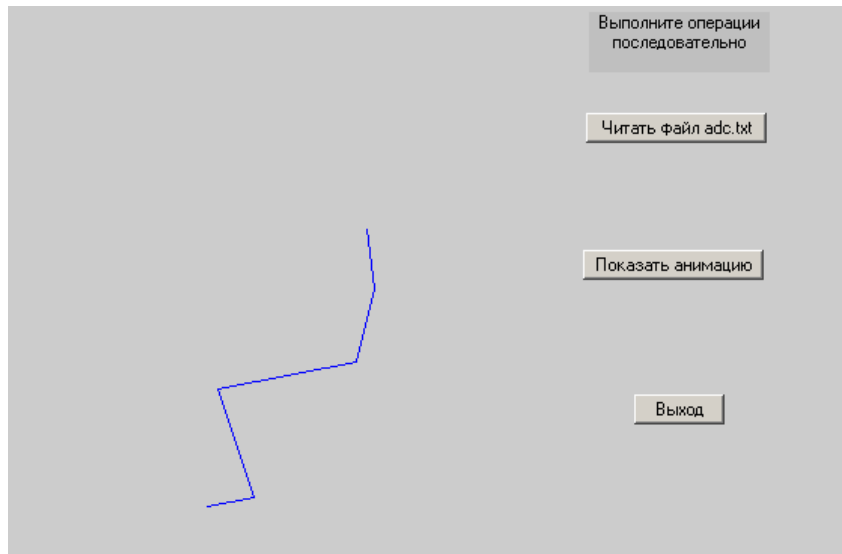 Выполните операции
последовательно
Читать файл adc.txt
Показать анимацию
Выход